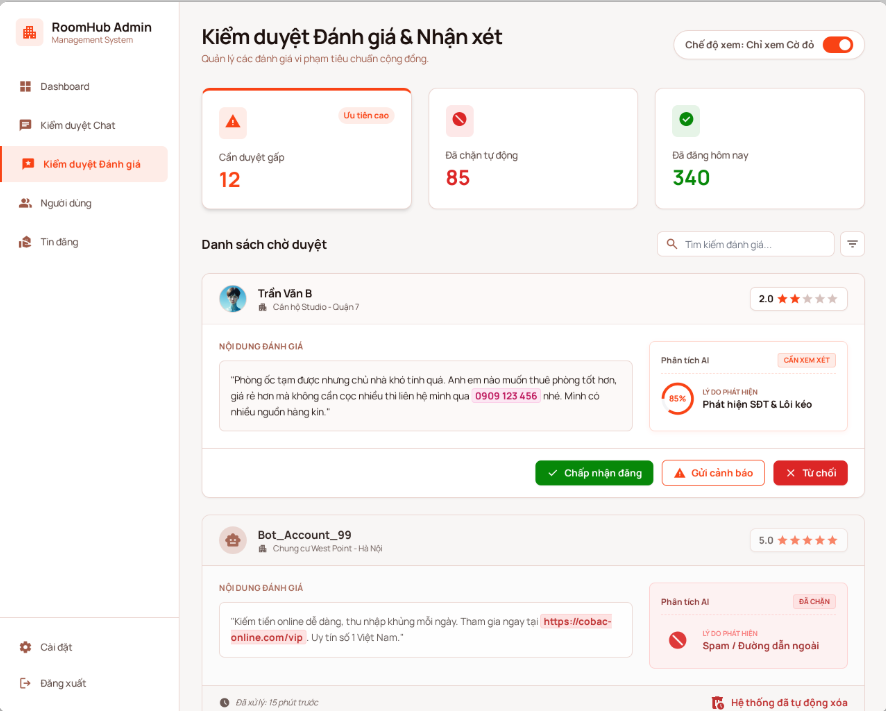 RoomHub Admin
Management System
Dashboard
Kiểm duyệt Chat
Kiểm duyệt Đánh giá
Người dùng
Tin đăng
Cài đặt
Đăng xuất
Kiểm duyệt Đánh giá & Nhận xét
Quản lý các đánh giá vi phạm tiêu chuẩn cộng đồng.
Chế độ xem: Chỉ xem Cờ đỏ
Ưu tiên cao
Cần duyệt gấp
12
Đã chặn tự động
85
Đã đăng hôm nay
340
Danh sách chờ duyệt
Tìm kiếm đánh giá...
Trần Văn B
Căn hộ Studio - Quận 7
2.0
NỘI DUNG ĐÁNH GIÁ
"Phòng ốc tạm được nhưng chủ nhà khó tính quá. Anh em nào muốn thuê phòng tốt hơn,
giá rẻ hơn mà không cần cọc nhiều thì liên hệ mình qua 0909 123 456 nhé. Mình có
nhiều nguồn hàng kín."
Phân tích AI
CẦN XEM XÉT
85%
LÝ DO PHÁT HIỆN
Phát hiện SĐT & Lôi kéo
Chấp nhận đăng
Gửi cảnh báo
Từ chối
Bot_Account_99
Chung cư West Point - Hà Nội
5.0
NỘI DUNG ĐÁNH GIÁ
"Kiếm tiền online dễ dàng, thu nhập khủng mỗi ngày. Tham gia ngay tại https://cobac-
online.com/vip . Uy tín số 1 Việt Nam."
Phân tích AI
ĐÃ CHẶN
LÝ DO PHÁT HIỆN
Spam / Đường dẫn ngoài
Đã xử lý: 15 phút trước
Hệ thống đã tự động xóa